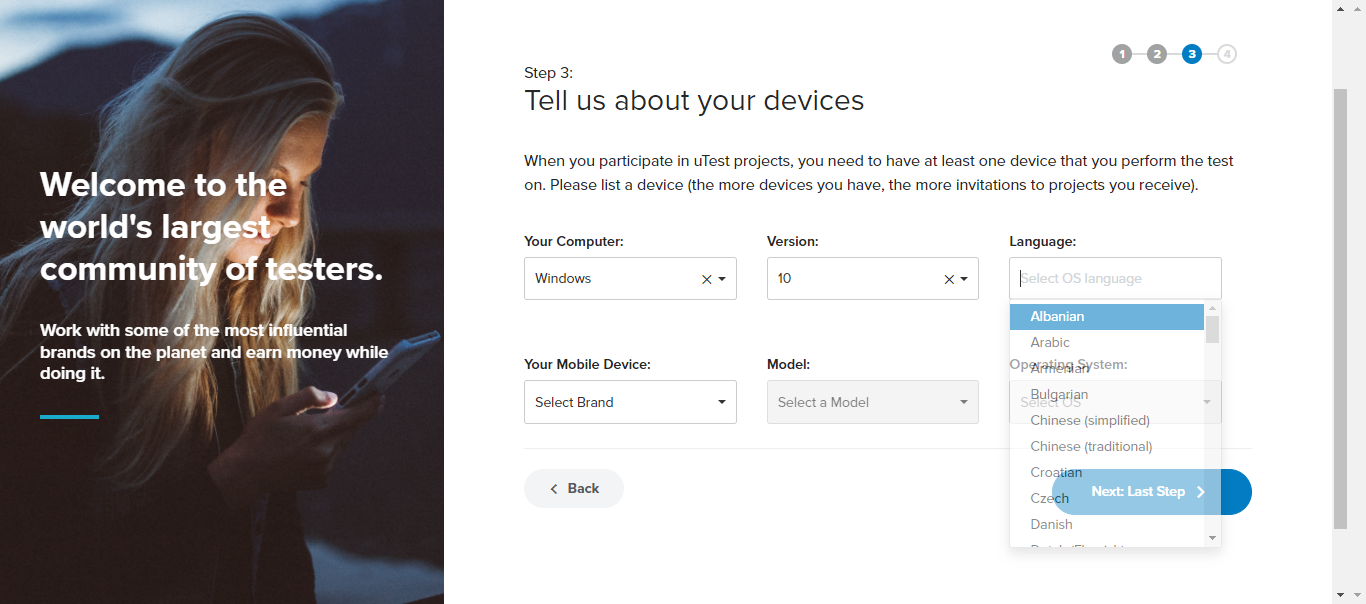 Welcome to the
world's largest
community of testers.
Work with some of the most influential
brands on the planet and earn money while
doing it.
1 2 3 4
Step 3:
Tell us about your devices
When you participate in uTest projects, you need to have at least one device that you perform the test
on. Please list a device (the more devices you have, the more invitations to projects you receive).
Your Computer: Version: Language:
Windows 10 Select OS language
Albanian
Arabic
Armenian
Bulgarian
Chinese (simplified)
Chinese (traditional)
Croatian
Czech
Danish
Your Mobile Device: Model: Operating System:
Select Brand Select a Model Select OS
Back Next: Last Step